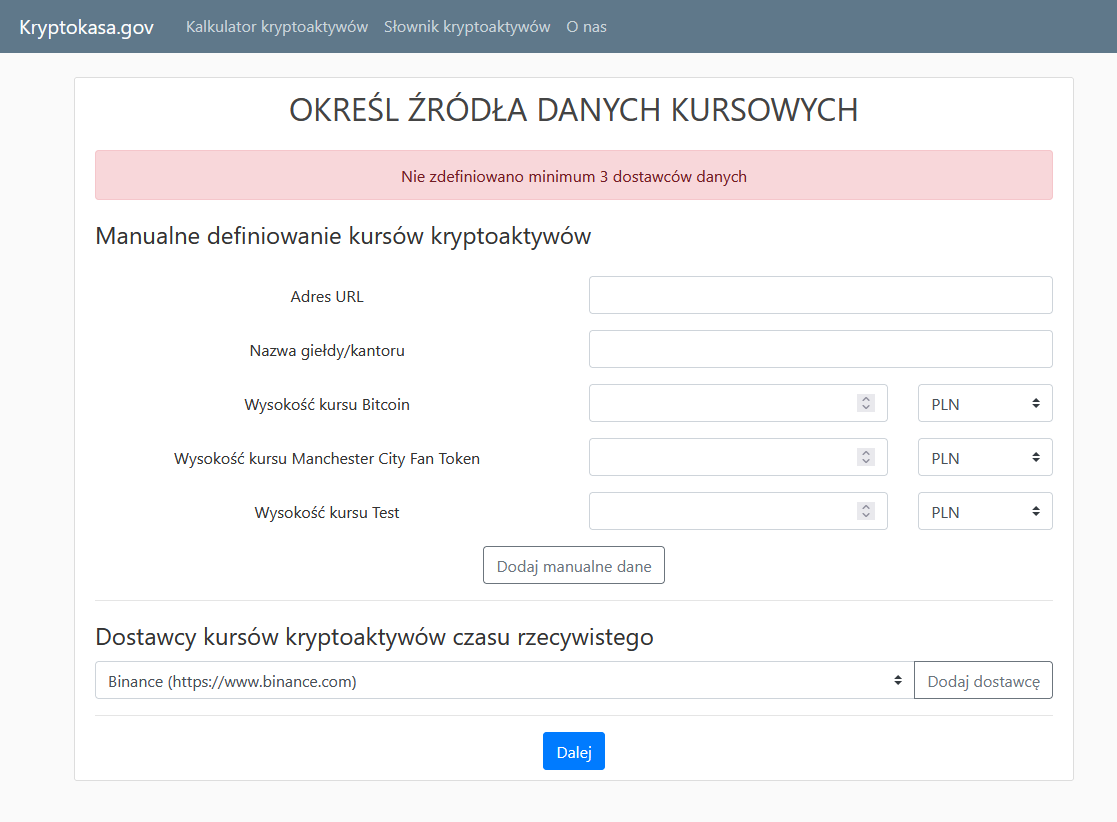 Kryptokasa.gov Kalkulator kryptoaktywów Słownik kryptoaktywów O nas
OKREŚL ŹRÓDŁA DANYCH KURSOWYCH
Nie zdefiniowano minimum 3 dostawców danych
Manualne definiowanie kursów kryptoaktywów
Adres URL
Nazwa giełdy/kantoru
Wysokość kursu Bitcoin PLN
Wysokość kursu Manchester City Fan Token PLN
Wysokość kursu Test PLN
Dodaj manualne dane
Dostawcy kursów kryptoaktywów czasu rzecywistego
Binance (https://www.binance.com) Dodaj dostawcę
Dalej